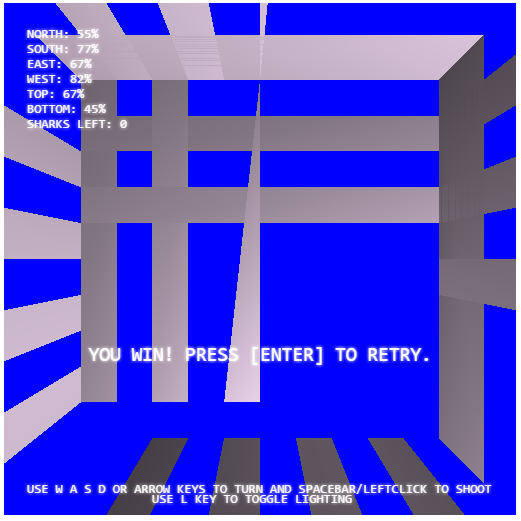 NORTH: 55%
SOUTH: 77%
EAST: 67%
WEST: 82%
TOP: 67%
BOTTOM: 45%
SHARKS LEFT: 0
YOU WIN! PRESS [ENTER] TO RETRY.
USE W A S D OR ARROW KEYS TO TURN AND SPACEBAR/LEFTCLICK TO SHOOT
USE L KEY TO TOGGLE LIGHTING